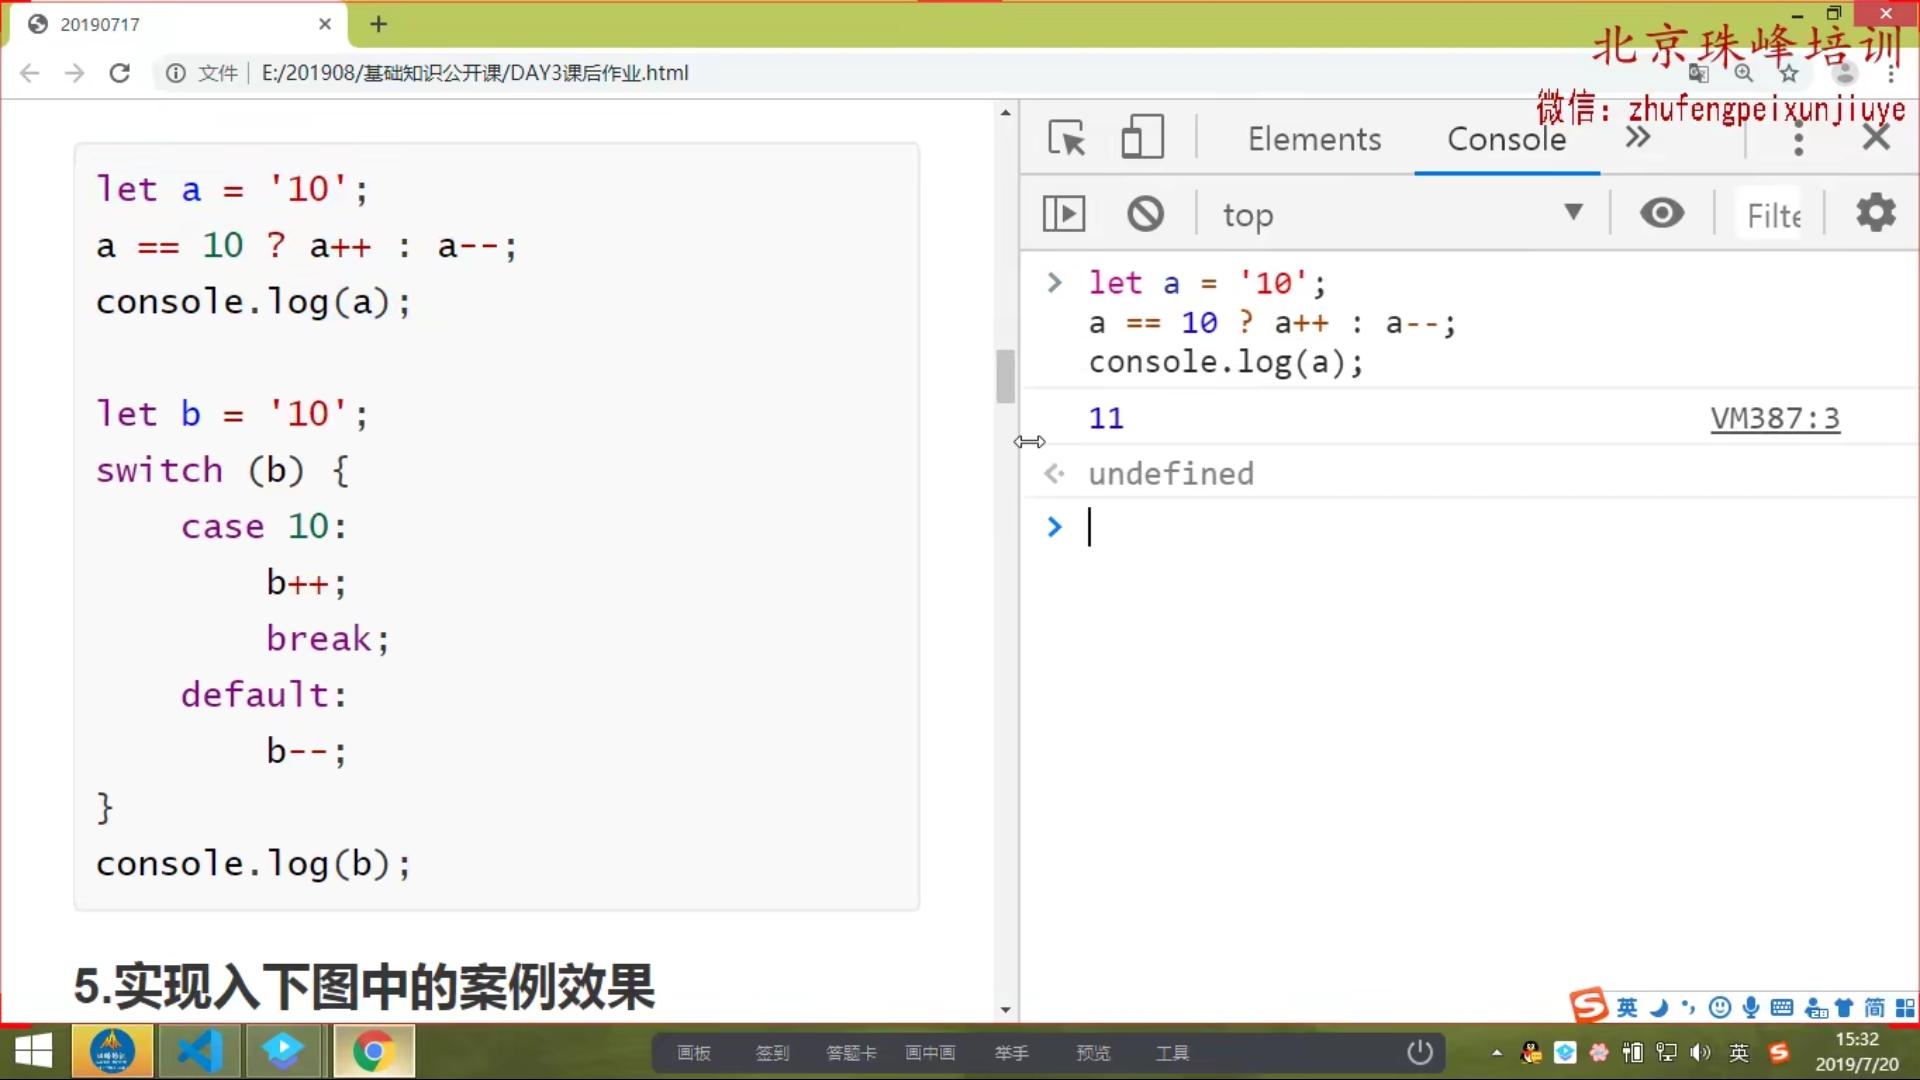 20190717
北京珠峰培训
文件 E:/201908/基础知识公开课/DAY3课后作业.html
微信：zhufengpeixunjiuye
let a = '10';
a == 10 ? a++ : a--;
console.log(a);
let b = '10';
switch (b) {
case 10:
b++;
break;
default:
b--;
}
console.log(b);
5.实现入下图中的案例效果
Elements Console
top Filte
let a = '10';
a == 10 ? a++ : a--;
console.log(a);
11 VM387:3
undefined
英 简
画板 签到 答题卡 画中画 举手 预览 工具
英
15:32
2019/7/20